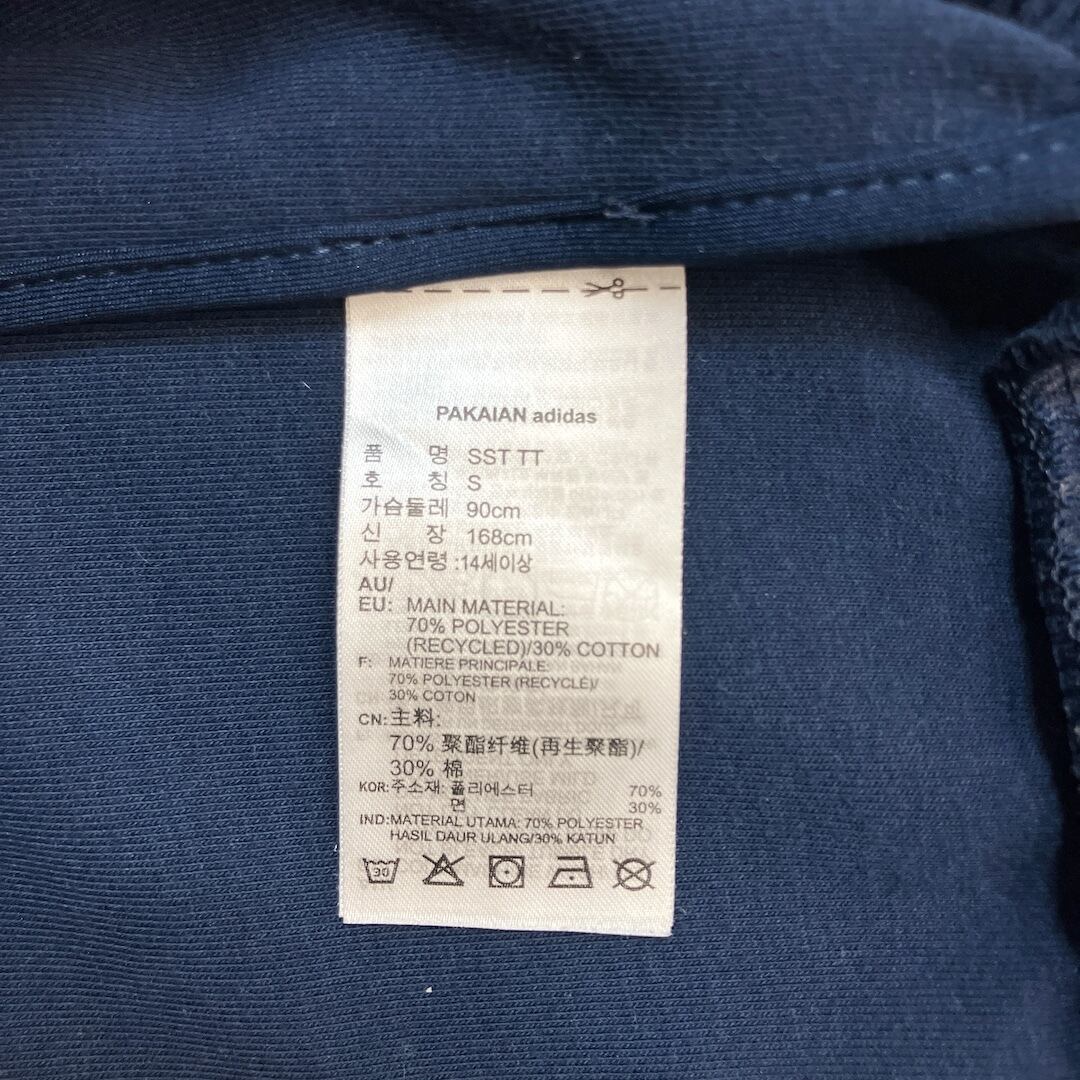 PAKAIAN adidas
품 명 SST TT
호 칭 S
가슴둘레 90cm
신 장 168cm
사용연령 :14세이상
AU/
EU: MAIN MATERIAL:
70% POLYESTER
(RECYCLED)/30% COTTON
F: MATIERE PRINCIPALE:
70% POLYESTER (RECYCLÉ)/
30% COTON
CN: 主料:
70% 聚酯纤维(再生聚酯)/
30% 棉
KOR: 주소재: 폴리에스터 70%
면 30%
IND: MATERIAL UTAMA: 70% POLYESTER
HASIL DAUR ULANG/30% KATUN
30